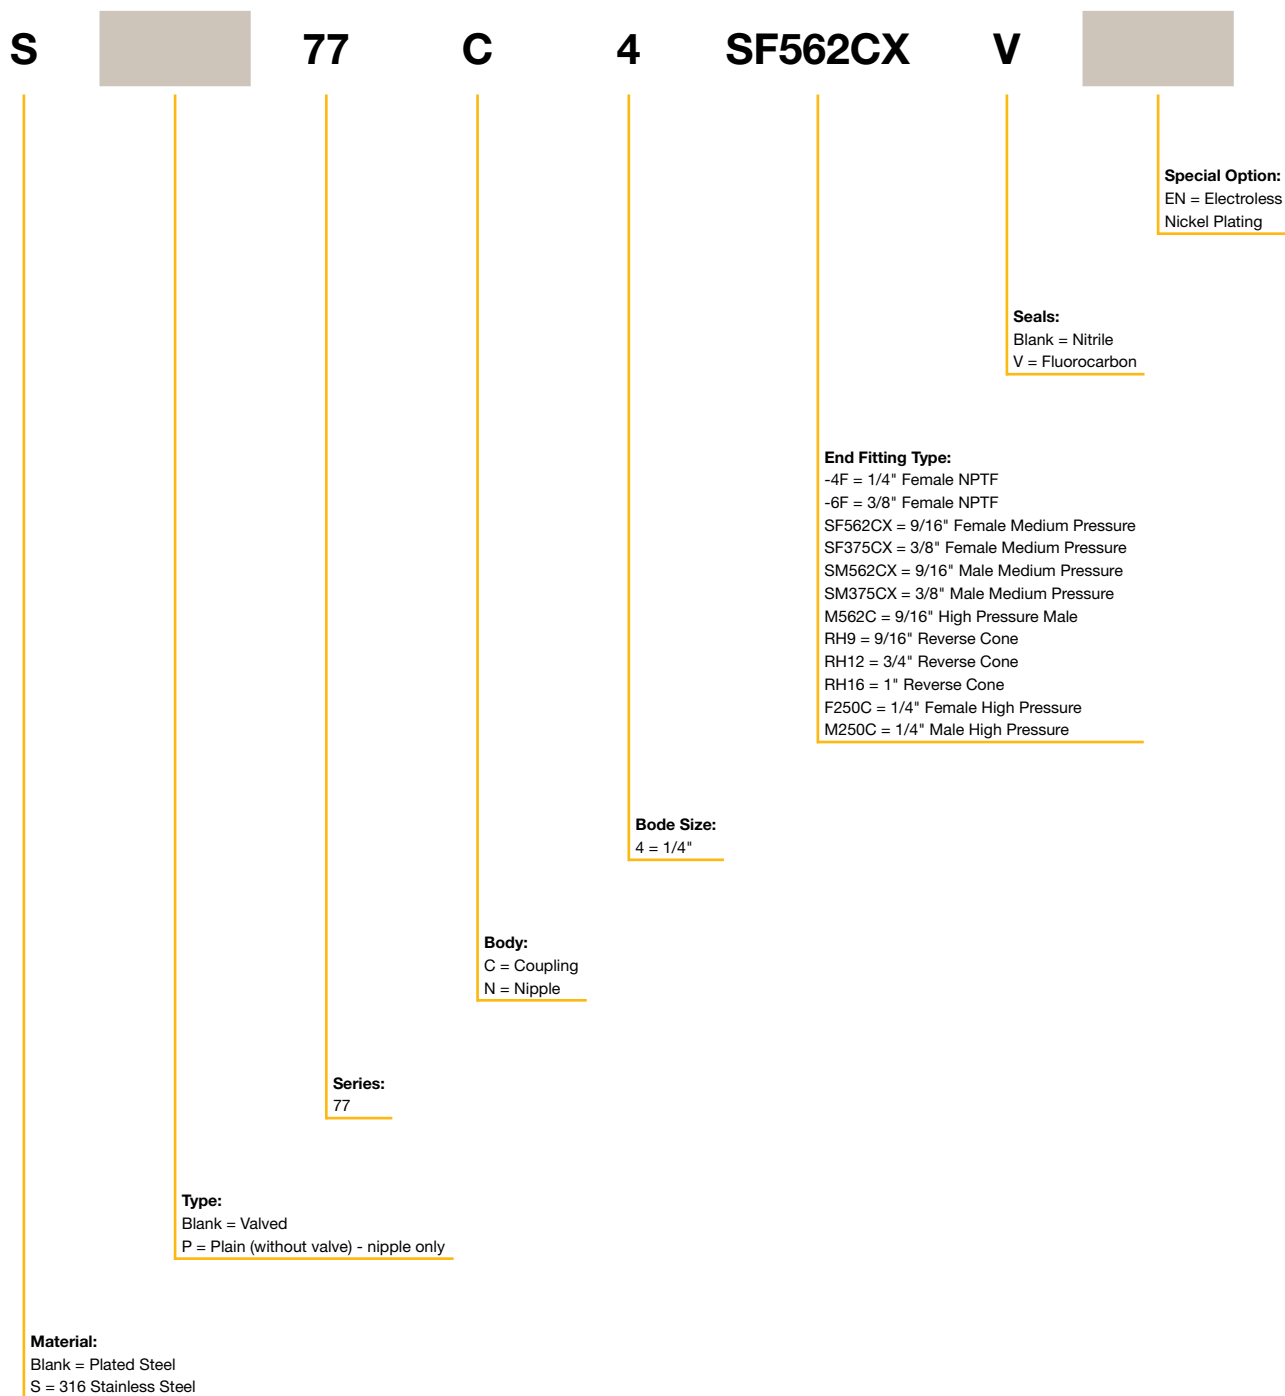 S 77 C 4 SF562CX V
Special Option:
EN = Electroless
Nickel Plating
Seals:
Blank = Nitrile
V = Fluorocarbon
End Fitting Type:
-4F = 1/4" Female NPTF
-6F = 3/8" Female NPTF
SF562CX = 9/16" Female Medium Pressure
SF375CX = 3/8" Female Medium Pressure
SM562CX = 9/16" Male Medium Pressure
SM375CX = 3/8" Male Medium Pressure
M562C = 9/16" High Pressure Male
RH9 = 9/16" Reverse Cone
RH12 = 3/4" Reverse Cone
RH16 = 1" Reverse Cone
F250C = 1/4" Female High Pressure
M250C = 1/4" Male High Pressure
Bode Size:
4 = 1/4"
Body:
C = Coupling
N = Nipple
Series:
77
Type:
Blank = Valved
P = Plain (without valve) - nipple only
Material:
Blank = Plated Steel
S = 316 Stainless Steel